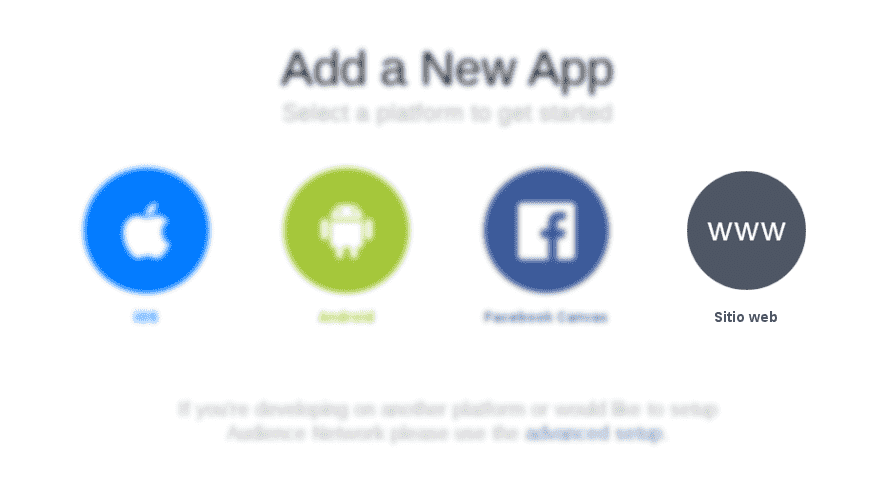 Add a New App
Select a platform to get started
www
iOS
Android
Facebook Canvas
Sitio web
If you're developing on another platform or would like to setup
Audience Network please use the advanced setup.